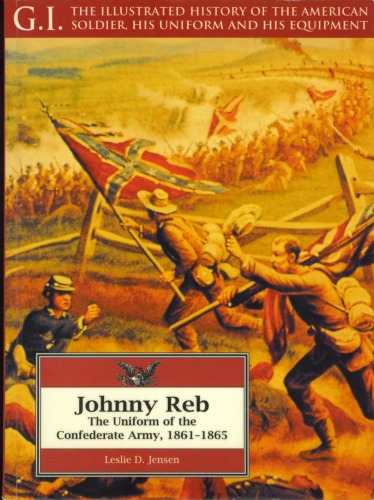 G.I.
THE ILLUSTRATED HISTORY OF THE AMERICAN
SOLDIER, HIS UNIFORM AND HIS EQUIPMENT
Johnny Reb
The Uniform of the
Confederate Army, 1861–1865
Leslie D. Jensen